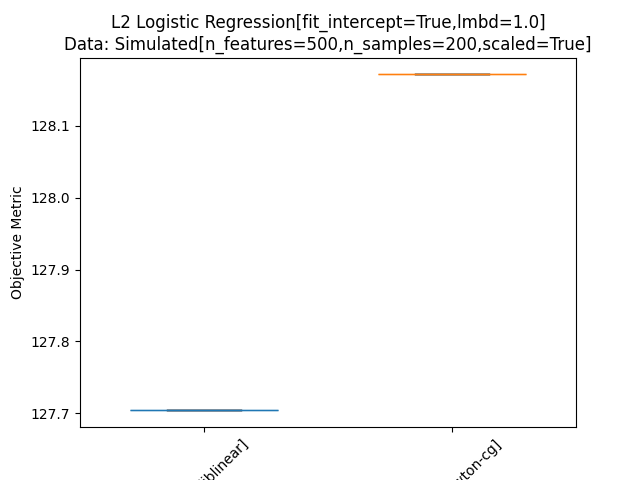 L2 Logistic Regression[fit_intercept=True,lmbd=1.0]
Data: Simulated[n_features=500,n_samples=200,scaled=True]
128.1
128.0
127.9
127.8
127.7
Objective Metric
iblinear]
ton-cg]